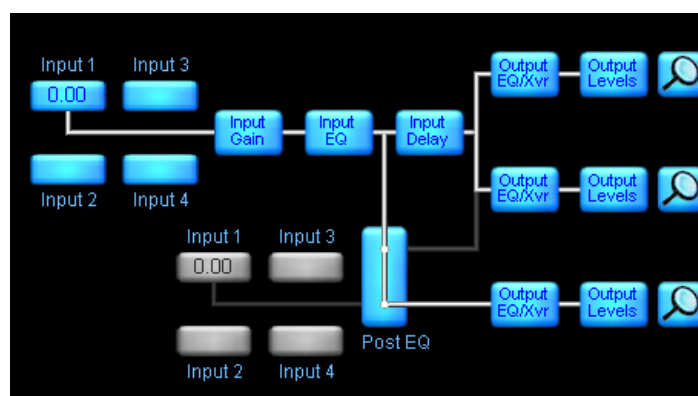 Input 1 Input 3
0.00
Input 2 Input 4
Input
Gain
Input
EQ
Input
Delay
Output
EQ/Xvr
Output
Levels
Output
EQ/Xvr
Output
Levels
Input 1 Input 3
0.00
Input 2 Input 4
Post EQ
Output
EQ/Xvr
Output
Levels